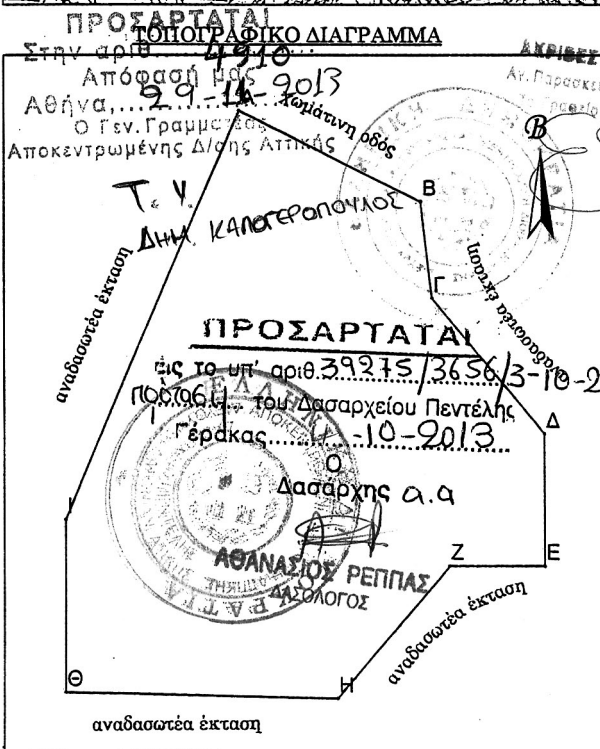 ΤΟΠΟΓΡΑΦΙΚΟ ΔΙΑΓΡΑΜΜΑ
ΠΡΟΣΑΡΤΑΤΑΙ
Στην αριθ. 4910
Απόφασή μας
Αθήνα, 29-11-2013
Ο Γεν. Γραμματέας
Αποκεντρωμένης Δ/σης Αττικής
Τ. Υ.
ΔΗΜ. ΚΑΛΟΓΕΡΟΠΟΥΛΟΣ
ΑΚΡΙΒΕΣ
Α
χωμάτινη οδός
Β
Β
Γ
αναδασωτέα έκταση
αναδασωτέα έκταση
ΠΡΟΣΑΡΤΑΤΑΙ
εις το υπ' αριθ. 39275/3656/3-10-2
του Δασαρχείου Πεντέλης
Γέρακας -10-2013
Ο
Δασάρχης α.α
ΑΘΑΝΑΣΙΟΣ ΡΕΠΠΑΣ
ΔΑΣΟΛΟΓΟΣ
Δ
Ι
Ζ
Ε
αναδασωτέα έκταση
Θ
Η
αναδασωτέα έκταση